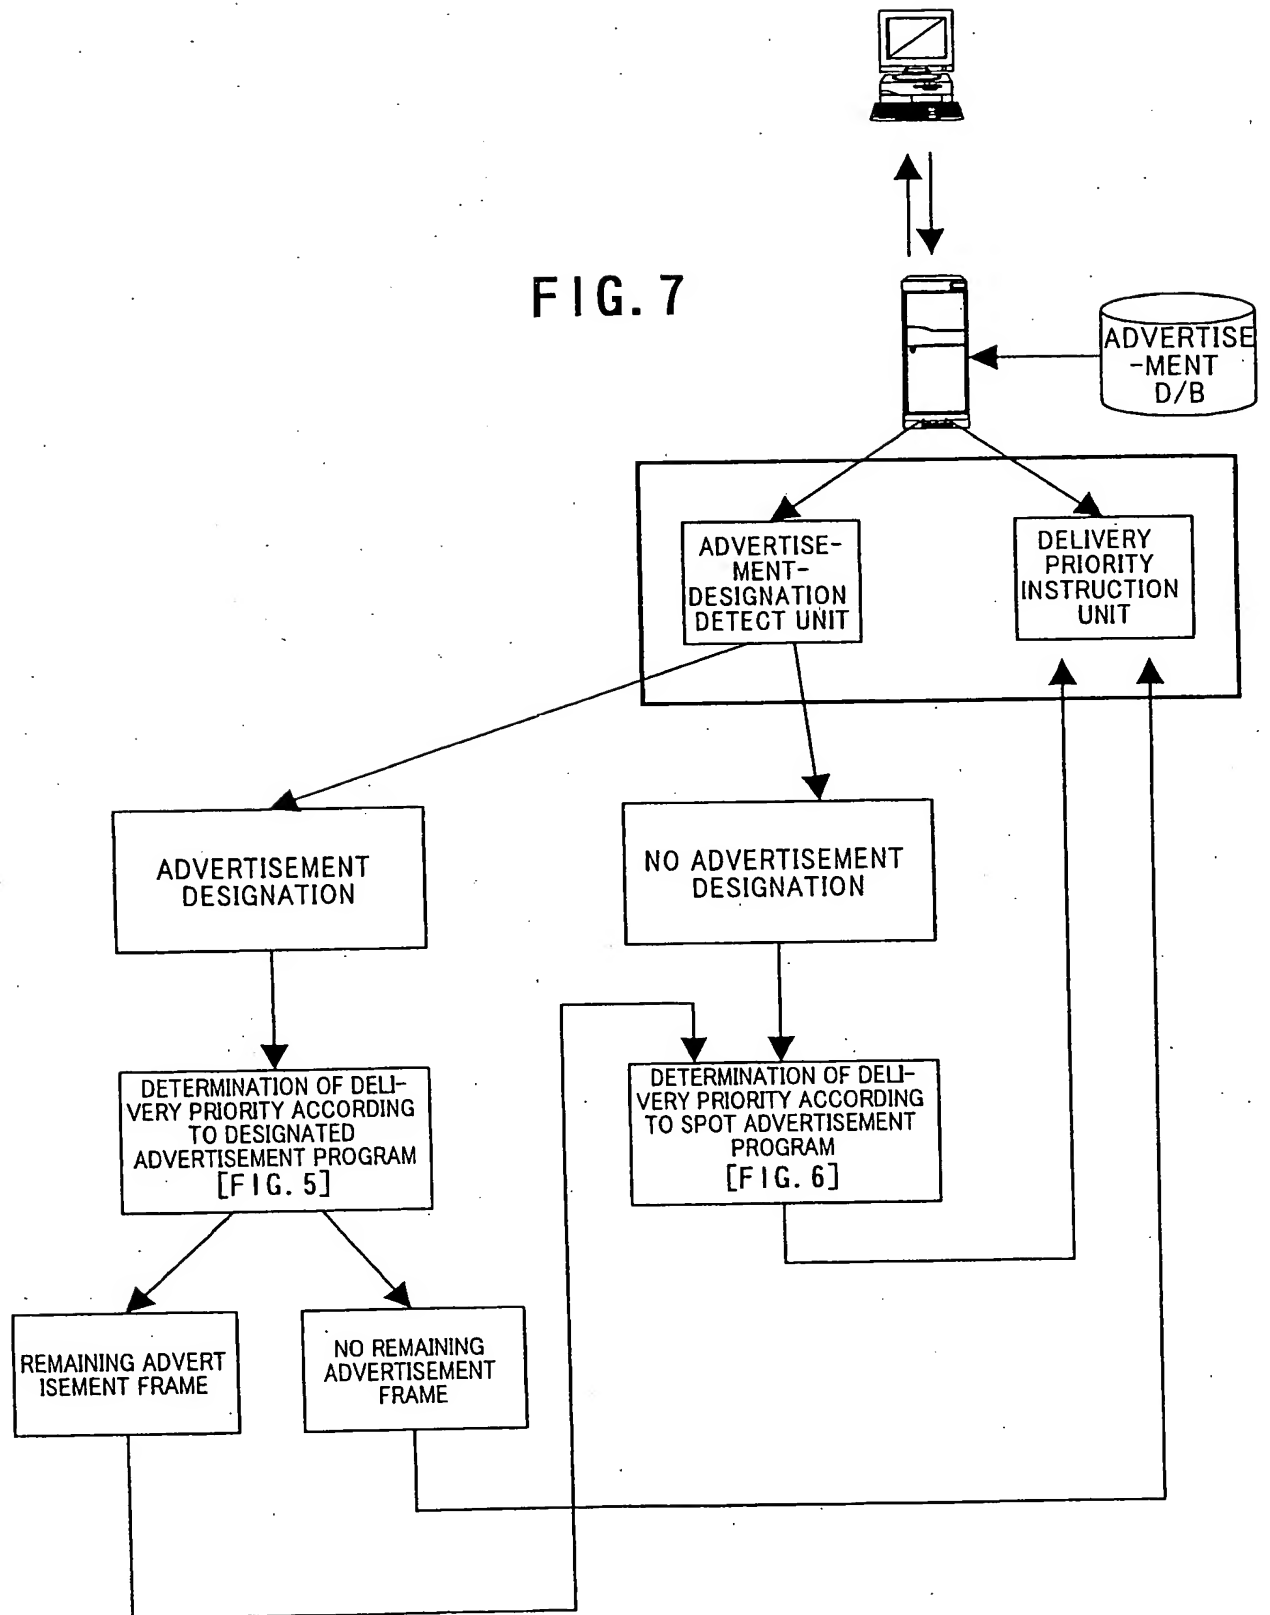 FIG. 7
ADVERTISE
-MENT
D/B
ADVERTISE-
MENT-
DESIGNATION
DETECT UNIT
DELIVERY
PRIORITY
INSTRUCTION
UNIT
ADVERTISEMENT
DESIGNATION
NO ADVERTISEMENT
DESIGNATION
DETERMINATION OF DELI-
VERY PRIORITY ACCORDING
TO DESIGNATED
ADVERTISEMENT PROGRAM
[FIG. 5]
DETERMINATION OF DELI-
VERY PRIORITY ACCORDING
TO SPOT ADVERTISEMENT
PROGRAM
[FIG. 6]
REMAINING ADVERT
ISEMENT FRAME
NO REMAINING
ADVERTISEMENT
FRAME